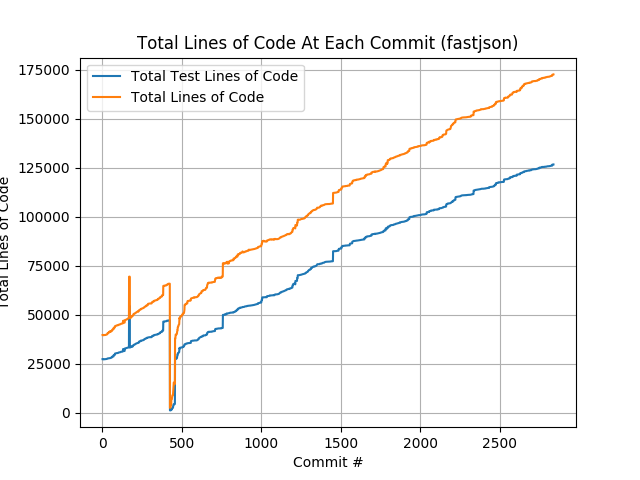 Total Lines of Code At Each Commit (fastjson)
Total Test Lines of Code
Total Lines of Code
175000
150000
125000
100000
75000
50000
25000
0
Total Lines of Code
0 500 1000 1500 2000 2500
Commit #